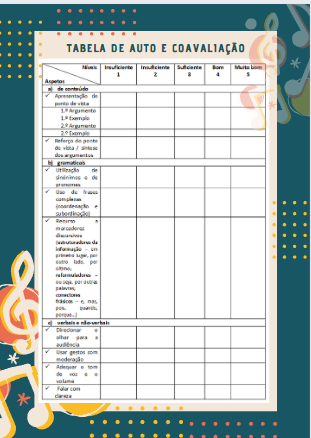 TABELA DE AUTO E COAVALIAÇÃO
Níveis
Aspetos
Insuficiente
1
Insuficiente
2
Suficiente
3
Bom
4
Muito bom
5
a) de conteúdo
✓ Apresentação de
ponto de vista
1.º Argumento
1.º Exemplo
2.º Argumento
2.º Exemplo
✓ Reforço do ponto
de vista / síntese
dos argumentos
b) gramaticais
✓ Utilização de
sinónimos e de
pronomes
✓ Uso de frases
complexas
(coordenação e
subordinação)
✓ Recurso a
marcadores
discursivos
(estruturadores da
informação – em
primeiro lugar, por
outro lado, por
último;
reformuladores –
ou seja, por outras
palavras;
conectores
frásicos – e, mas,
pois, quando,
porque...)
c) verbais e não-verbais
✓ Direcionar o
olhar para a
audiência
✓ Usar gestos com
moderação
✓ Adequar o tom
de voz e o
volume
✓ Falar com
clareza